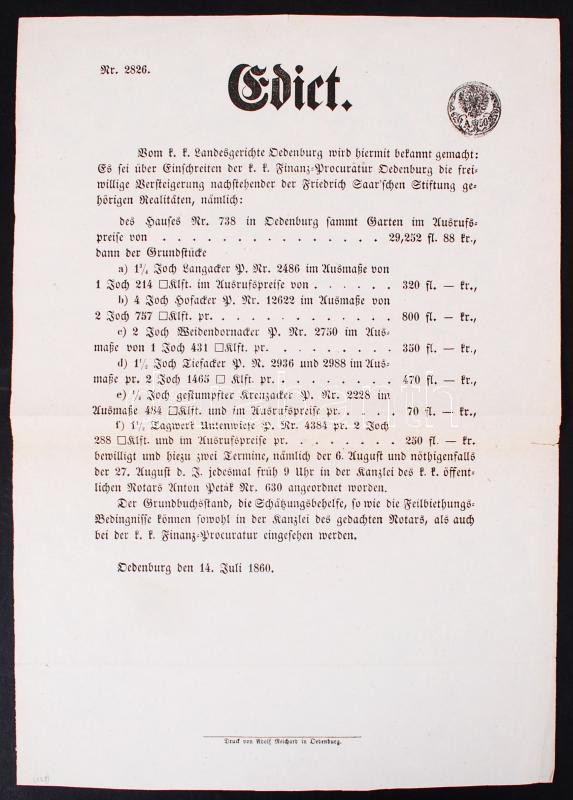 Nr. 2826.
Edict.
Vom k. k. Landesgerichte Oedenburg wird hiermit bekannt gemacht:
Es sei über Einschreiten der k. k. Finanz-Procuratur Oedenburg die frei-
willige Versteigerung nachstehender der Friedrich Saar'schen Stiftung ge-
hörigen Realitäten, nämlich:
des Hauses Nr. 738 in Oedenburg sammt Garten im Ausrufs-
preise von . . . . . . . . . . . . . . . 29,252 fl. 88 kr.,
dann der Grundstücke
a) 1¾ Joch Langacker P. Nr. 2486 im Ausmaße von
1 Joch 214 □Klft. im Ausrufspreise von . . . . . . 320 fl. — kr.,
b) 4 Joch Hofacker P. Nr. 12622 im Ausmaße von
2 Joch 757 □Klft. pr. . . . . . . . . . . . 800 fl. — kr.,
c) 2 Joch Weidendornacker P. Nr. 2750 im Aus-
maße von 1 Joch 431 □Klft. pr. . . . . . . . . 350 fl. — kr.,
d) 1½ Joch Tiefacker P. N. 2936 und 2988 im Aus-
maße pr. 2 Joch 1465 □ Klft. pr. . . . . . . . . 470 fl. — kr.,
e) ¼ Joch gestumpfter Krenzacker P. Nr. 2228 im
Ausmaße 484 □Klft. und im Ausrufspreise pr. . . . . 70 fl. — kr.,
f) 1½ Tagwerk Untenwiese P. Nr. 4384 pr. 2 Joch
288 □Klft. und im Ausrufspreise pr. . . . . . . . 250 fl. — kr.
bewilligt und hiezu zwei Termine, nämlich der 6. August und nöthigenfalls
der 27. August d. J. jedesmal früh 9 Uhr in der Kanzlei des k. k. öffent-
lichen Notars Anton Peták Nr. 630 angeordnet worden.
Der Grundbuchsstand, die Schätzungsbehelfe, so wie die Feilbiethungs-
Bedingnisse können sowohl in der Kanzlei des gedachten Notars, als auch
bei der k. k. Finanz-Procuratur eingesehen werden.
Oedenburg den 14. Juli 1860.
Druck von Adolf Reichard in Oedenburg.